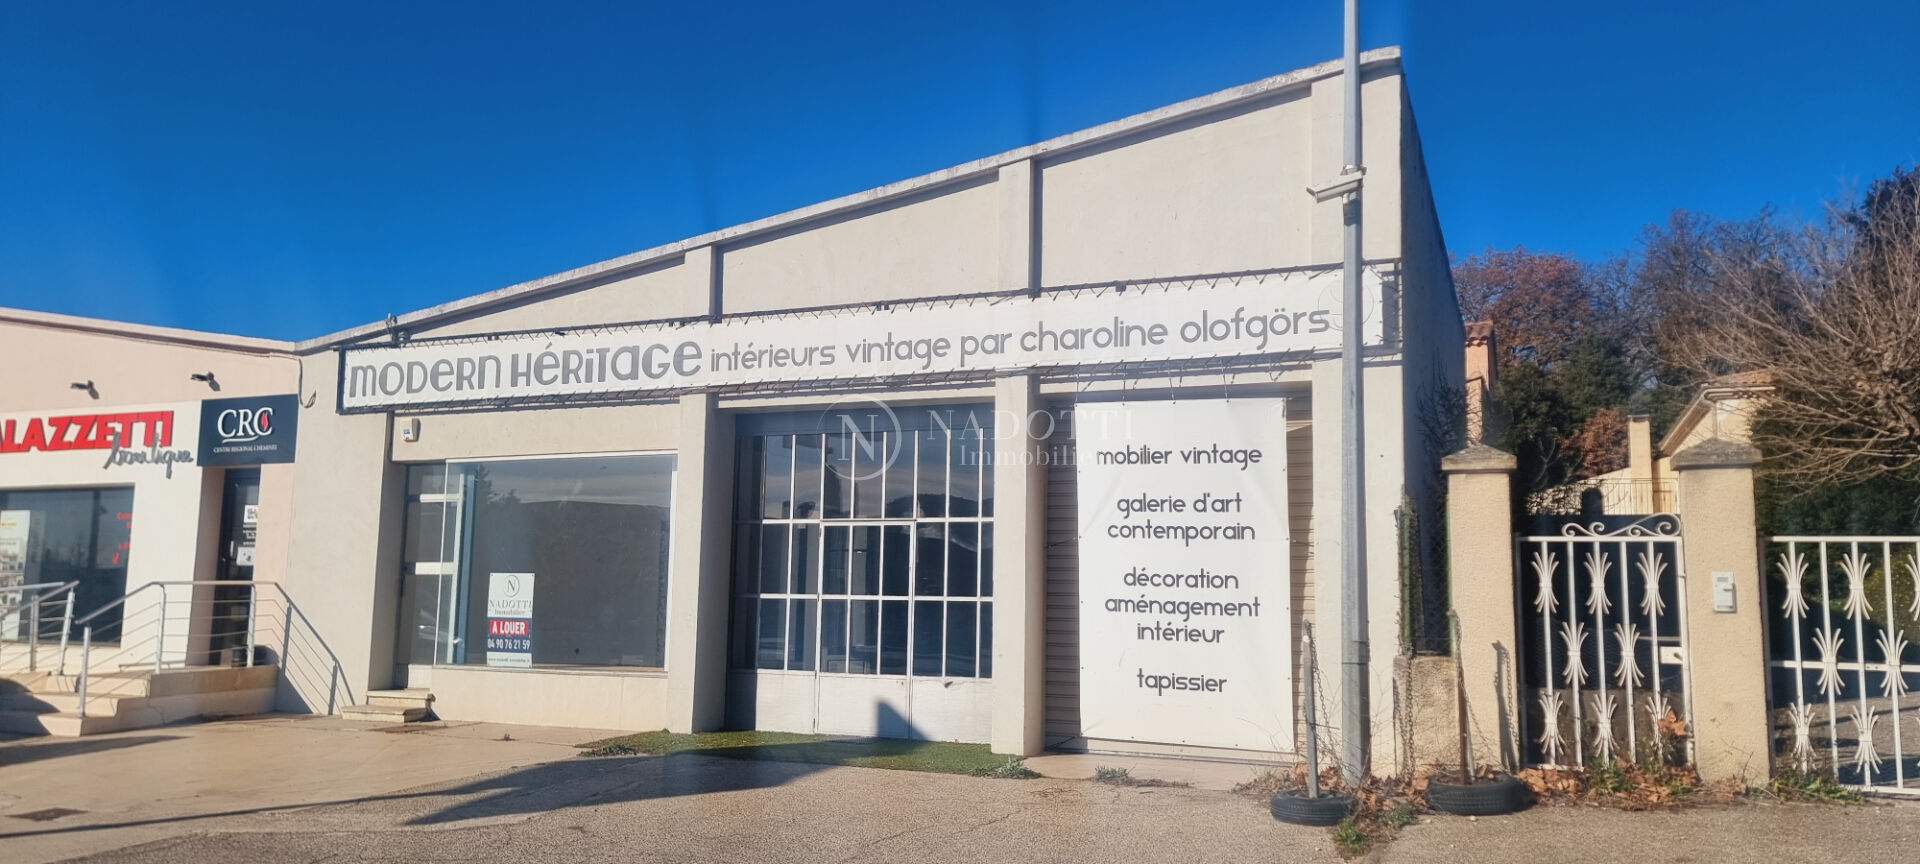 MODERN HÉRITAGE intérieurs vintage par charoline olofgörs
ALAZZETTI
boutique
CRC
CENTRE REGIONAL CHEMINEE
N
NADOTTI
Immobilier
A LOUER
04 90 76 21 59
N
NADOTTI
Immobilier
mobilier vintage
galerie d'art
contemporain
décoration
aménagement
intérieur
tapissier